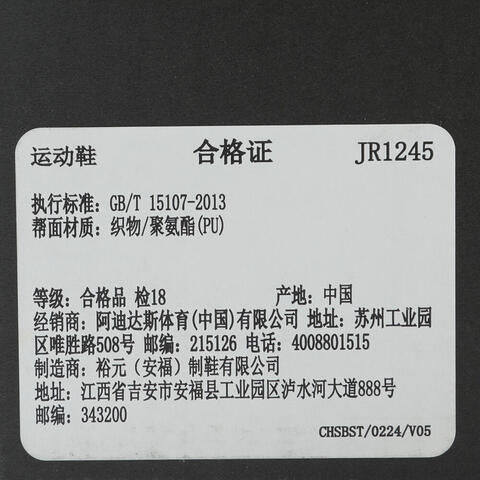 运动鞋 合格证 JR1245
执行标准: GB/T 15107-2013
帮面材质: 织物/聚氨酯(PU)
等级: 合格品 检18 产地: 中国
经销商: 阿迪达斯体育(中国)有限公司 地址: 苏州工业园
区唯胜路508号 邮编: 215126 电话: 4008801515
制造商: 裕元（安福）制鞋有限公司
地址: 江西省吉安市安福县工业园区泸水河大道888号
邮编: 343200
CHSBST/0224/V05